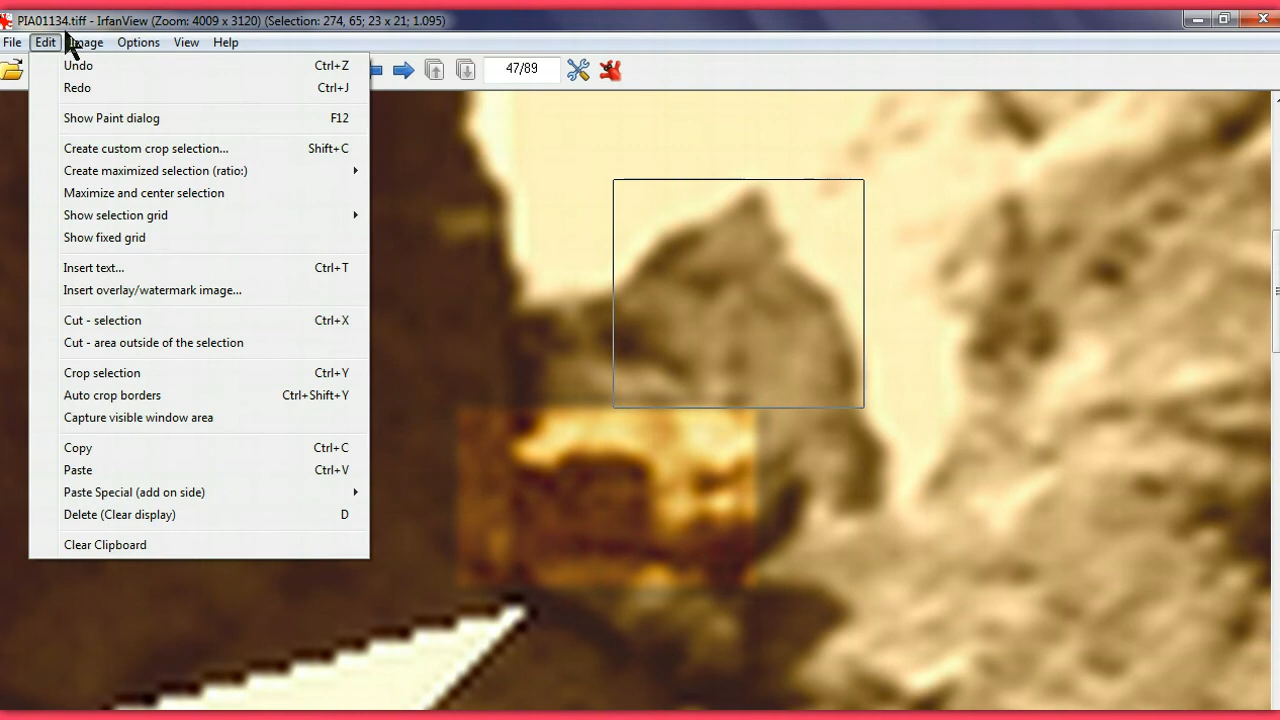 PIA01134.tiff - IrfanView (Zoom: 4009 x 3120) (Selection: 274, 65; 23 x 21; 1.095)
File Edit Image Options View Help
47/89
Undo Ctrl+Z
Redo Ctrl+J
Show Paint dialog F12
Create custom crop selection... Shift+C
Create maximized selection (ratio:)
Maximize and center selection
Show selection grid
Show fixed grid
Insert text... Ctrl+T
Insert overlay/watermark image...
Cut - selection Ctrl+X
Cut - area outside of the selection
Crop selection Ctrl+Y
Auto crop borders Ctrl+Shift+Y
Capture visible window area
Copy Ctrl+C
Paste Ctrl+V
Paste Special (add on side)
Delete (Clear display) D
Clear Clipboard